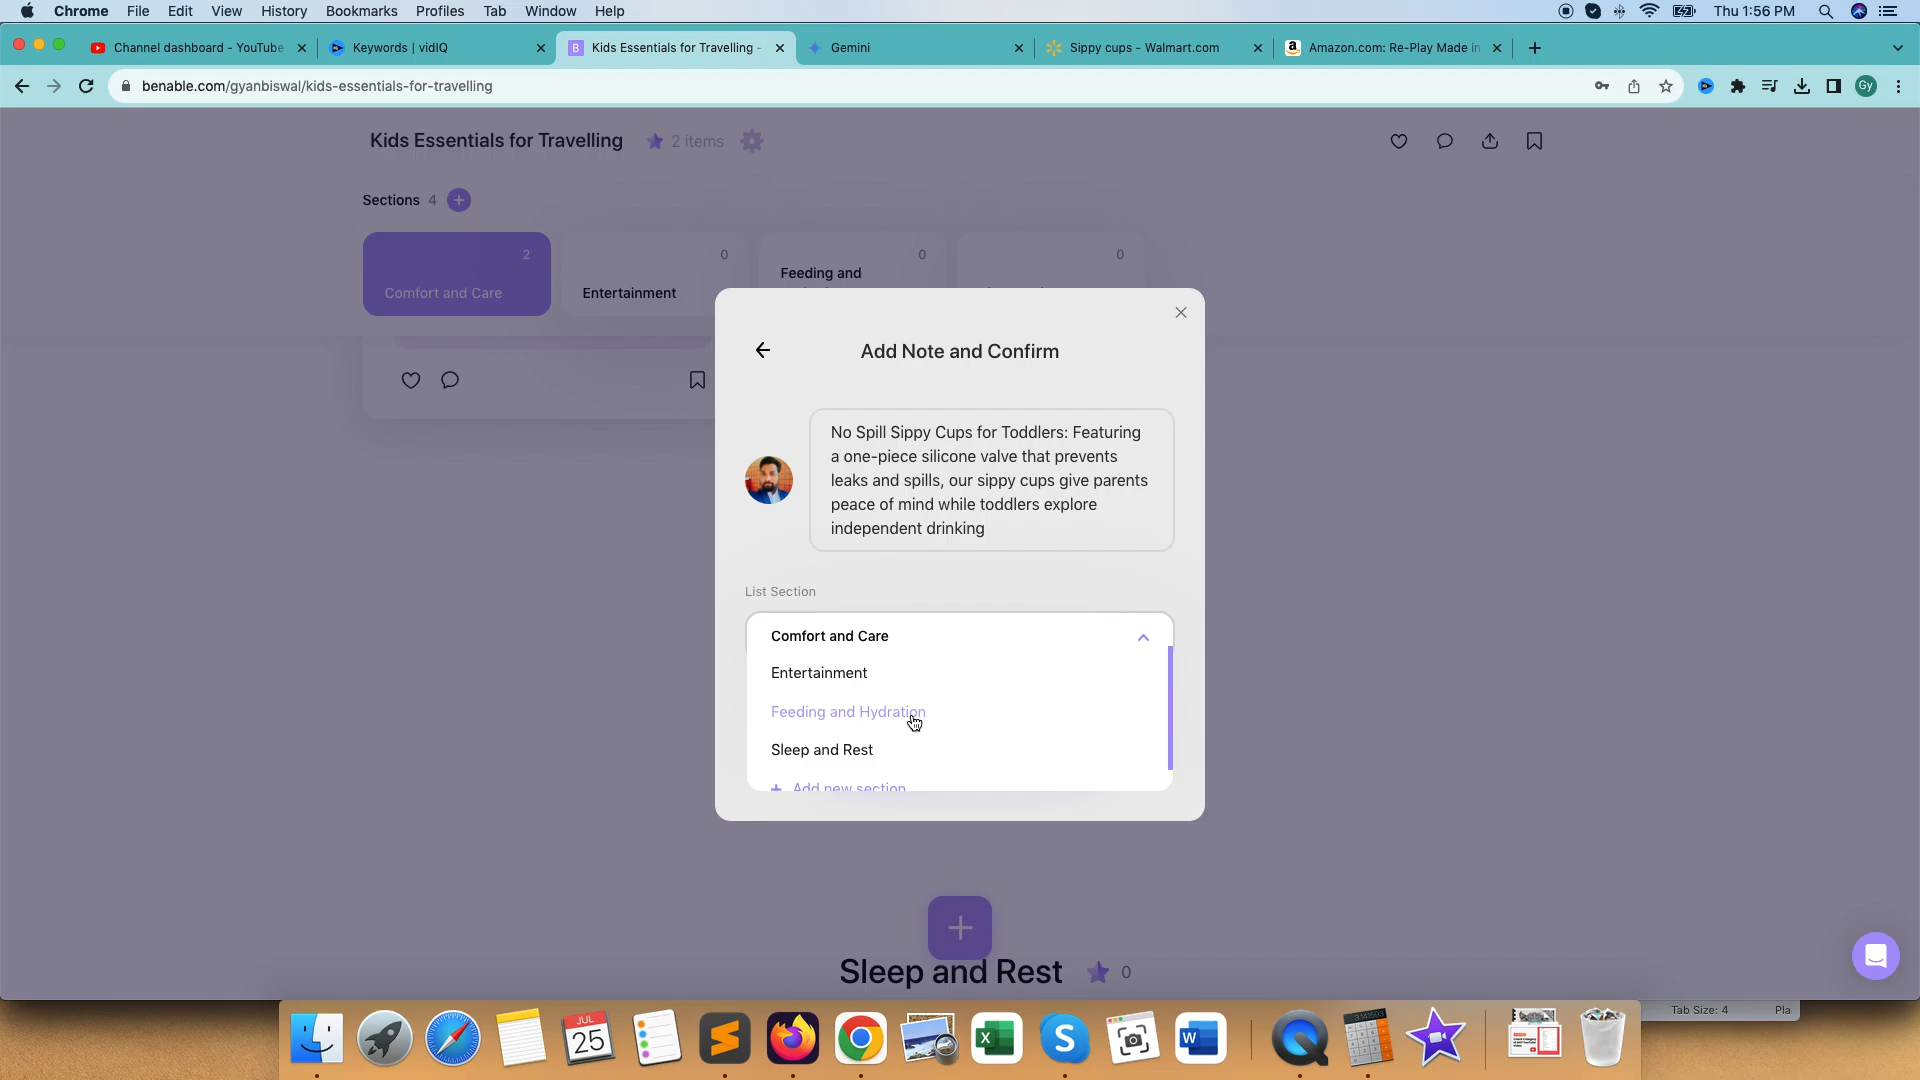 Chrome File Edit View History Bookmarks Profiles Tab Window Help Thu 1:56 PM
Channel dashboard - YouTube Keywords | vidIQ Kids Essentials for Travelling - Gemini Sippy cups - Walmart.com Amazon.com: Re-Play Made in
benable.com/gyanbiswal/kids-essentials-for-travelling Gy
Kids Essentials for Travelling 2 items
Sections 4
2 0 0 0
Feeding and
Comfort and Care Entertainment
Add Note and Confirm
No Spill Sippy Cups for Toddlers: Featuring
a one-piece silicone valve that prevents
leaks and spills, our sippy cups give parents
peace of mind while toddlers explore
independent drinking
List Section
Comfort and Care
Entertainment
Feeding and Hydration
Sleep and Rest
+ Add new section
Sleep and Rest 0
Tab Size: 4 Pla
JUL
25